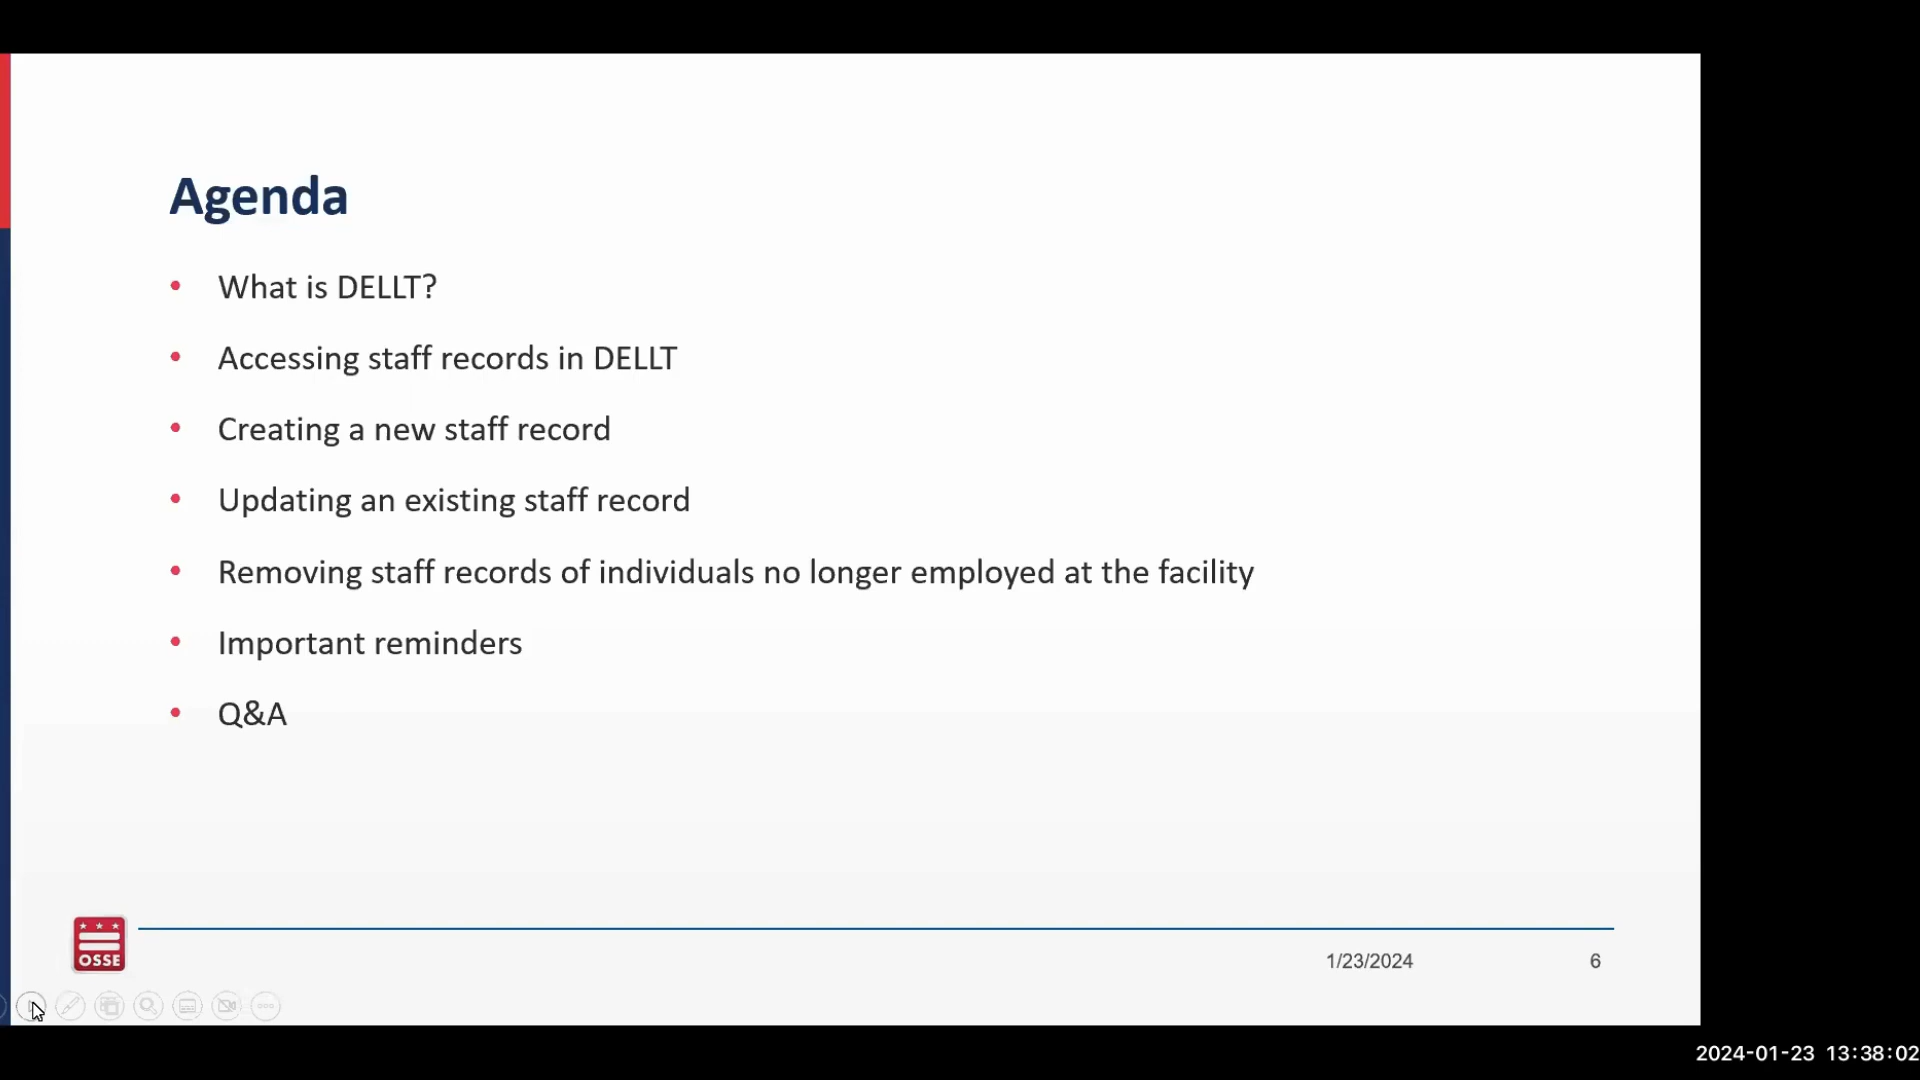 Agenda
• What is DELLT?
• Accessing staff records in DELLT
• Creating a new staff record
• Updating an existing staff record
• Removing staff records of individuals no longer employed at the facility
• Important reminders
• Q&A
OSSE
1/23/2024 6
2024-01-23 13:38:02